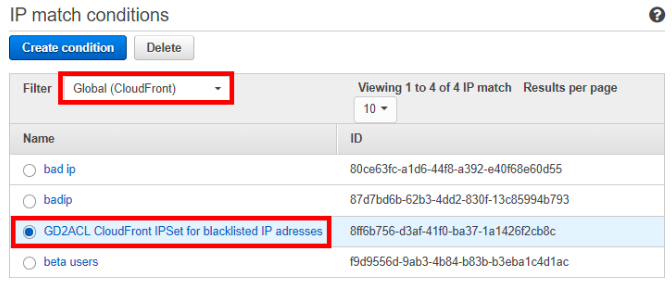 IP match conditions
Create condition Delete
Filter Global (CloudFront) Viewing 1 to 4 of 4 IP match Results per page
10
Name ID
bad ip 80ce63fc-a1d6-44f8-a392-e40f68e60d55
badip 87d7bd6b-62b3-4dd2-830f-13c85994b793
GD2ACL CloudFront IPSet for blacklisted IP adresses 8ff6b756-d3af-41f0-ba37-1a1426f2cb8c
beta users f9d9556d-9ab3-4b84-b83b-b3eba1c4d1ac